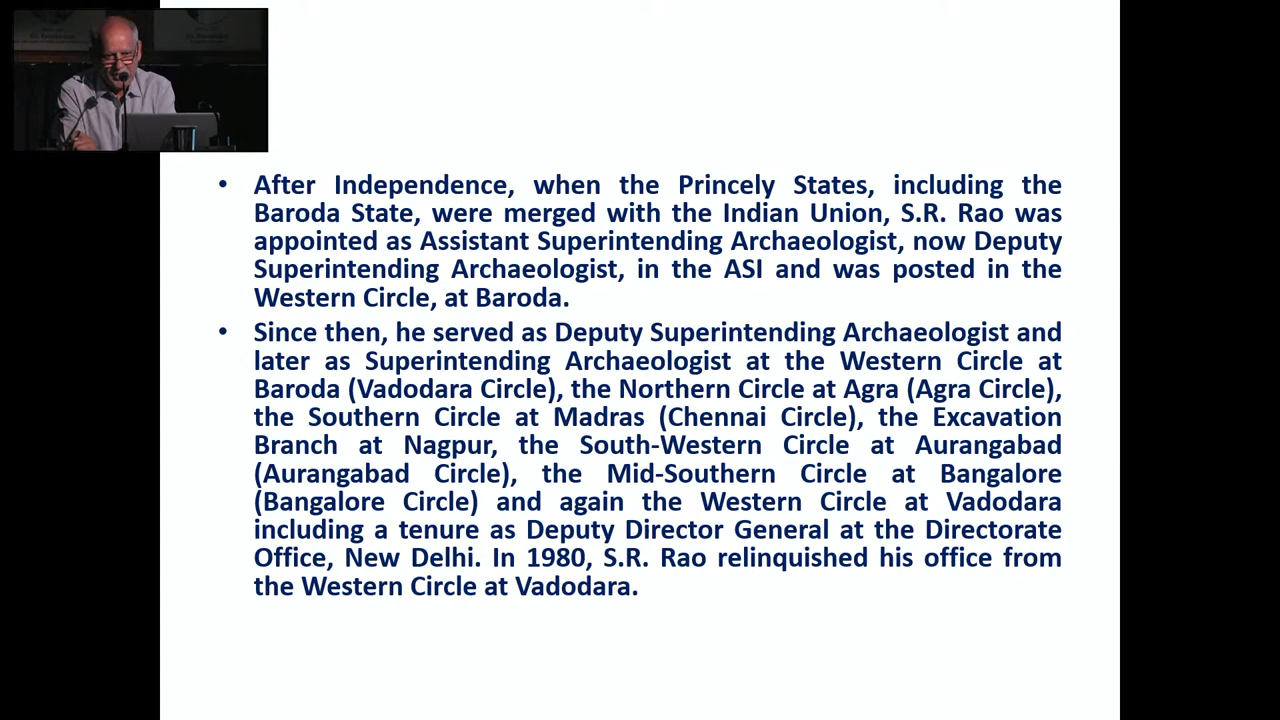 • After Independence, when the Princely States, including the
Baroda State, were merged with the Indian Union, S.R. Rao was
appointed as Assistant Superintending Archaeologist, now Deputy
Superintending Archaeologist, in the ASI and was posted in the
Western Circle, at Baroda.
• Since then, he served as Deputy Superintending Archaeologist and
later as Superintending Archaeologist at the Western Circle at
Baroda (Vadodara Circle), the Northern Circle at Agra (Agra Circle),
the Southern Circle at Madras (Chennai Circle), the Excavation
Branch at Nagpur, the South-Western Circle at Aurangabad
(Aurangabad Circle), the Mid-Southern Circle at Bangalore
(Bangalore Circle) and again the Western Circle at Vadodara
including a tenure as Deputy Director General at the Directorate
Office, New Delhi. In 1980, S.R. Rao relinquished his office from
the Western Circle at Vadodara.